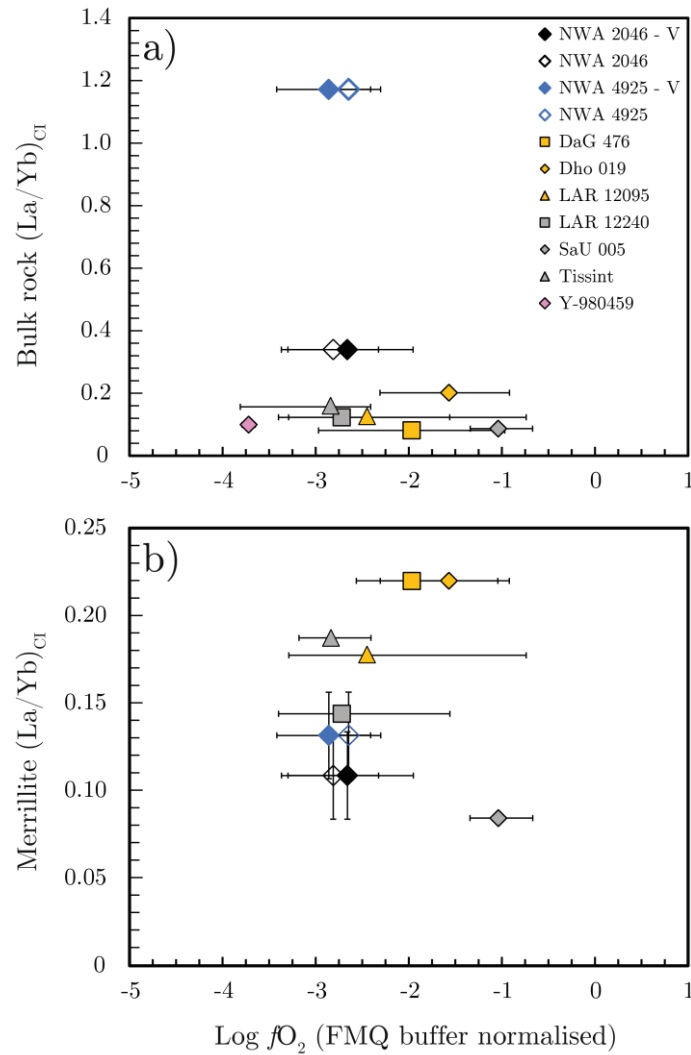 a)
Bulk rock (La/Yb)CI
1.4
1.2
1.0
0.8
0.6
0.4
0.2
0
-5
-4
-3
-2
-1
0
1
NWA 2046 - V
NWA 2046
NWA 4925 - V
NWA 4925
DaG 476
Dho 019
LAR 12095
LAR 12240
SaU 005
Tissint
Y-980459
b)
Merrillite (La/Yb)CI
0.25
0.20
0.15
0.10
0.05
0
-5
-4
-3
-2
-1
0
1
Log fO2 (FMQ buffer normalised)